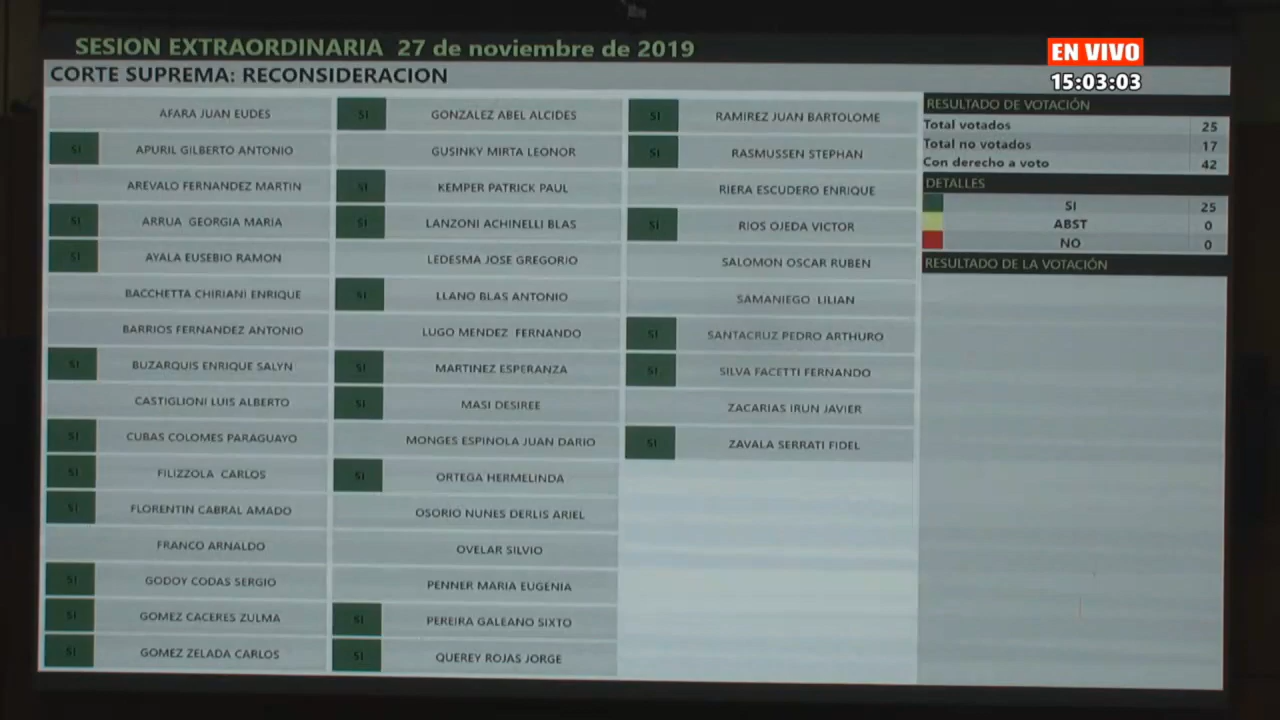 SESION EXTRAORDINARIA 27 de noviembre de 2019
EN VIVO
15:03:03
CORTE SUPREMA: RECONSIDERACION
AFARA JUAN EUDES
SI APURIL GILBERTO ANTONIO
AREVALO FERNANDEZ MARTIN
SI ARRUA GEORGIA MARIA
SI AYALA EUSEBIO RAMON
BACCHETTA CHIRIANI ENRIQUE
BARRIOS FERNANDEZ ANTONIO
SI BUZARQUIS ENRIQUE SALYN
CASTIGLIONI LUIS ALBERTO
SI CUBAS COLOMES PARAGUAYO
SI FILIZZOLA CARLOS
SI FLORENTIN CABRAL AMADO
FRANCO ARNALDO
SI GODOY CODAS SERGIO
SI GOMEZ CACERES ZULMA
SI GOMEZ ZELADA CARLOS
SI GONZALEZ ABEL ALCIDES
GUSINKY MIRTA LEONOR
SI KEMPER PATRICK PAUL
SI LANZONI ACHINELLI BLAS
LEDESMA JOSE GREGORIO
SI LLANO BLAS ANTONIO
LUGO MENDEZ FERNANDO
SI MARTINEZ ESPERANZA
SI MASI DESIREE
MONGES ESPINOLA JUAN DARIO
SI ORTEGA HERMELINDA
OSORIO NUNES DERLIS ARIEL
OVELAR SILVIO
PENNER MARIA EUGENIA
SI PEREIRA GALEANO SIXTO
SI QUEREY ROJAS JORGE
SI RAMIREZ JUAN BARTOLOME
SI RASMUSSEN STEPHAN
RIERA ESCUDERO ENRIQUE
SI RIOS OJEDA VICTOR
SALOMON OSCAR RUBEN
SAMANIEGO LILIAN
SI SANTACRUZ PEDRO ARTHURO
SI SILVA FACETTI FERNANDO
ZACARIAS IRUN JAVIER
SI ZAVALA SERRATI FIDEL
RESULTADO DE VOTACIÓN
Total votados 25
Total no votados 17
Con derecho a voto 42
DETALLES
SI 25
ABST 0
NO 0
RESULTADO DE LA VOTACIÓN